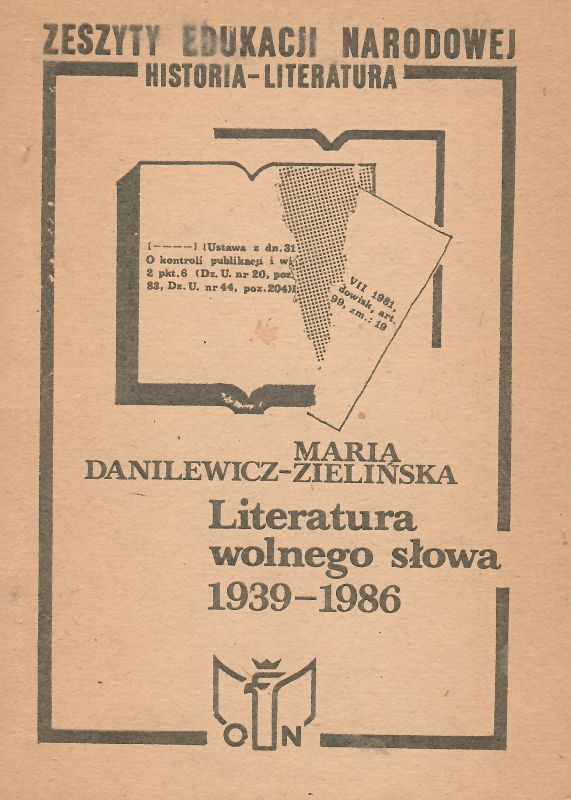 ZESZYTY EDUKACJI NARODOWEJ
HISTORIA-LITERATURA
[----] [Ustawa z dn. 31
O kontroli publikacji i wi
2 pkt. 6 (Dz. U. nr 20, poz
83, Dz. U. nr 44, poz. 204)]
VII 1981,
dowisk, art.
99, zm.: 19
MARIA
DANILEWICZ-ZIELIŃSKA
Literatura
wolnego słowa
1939-1986
ON